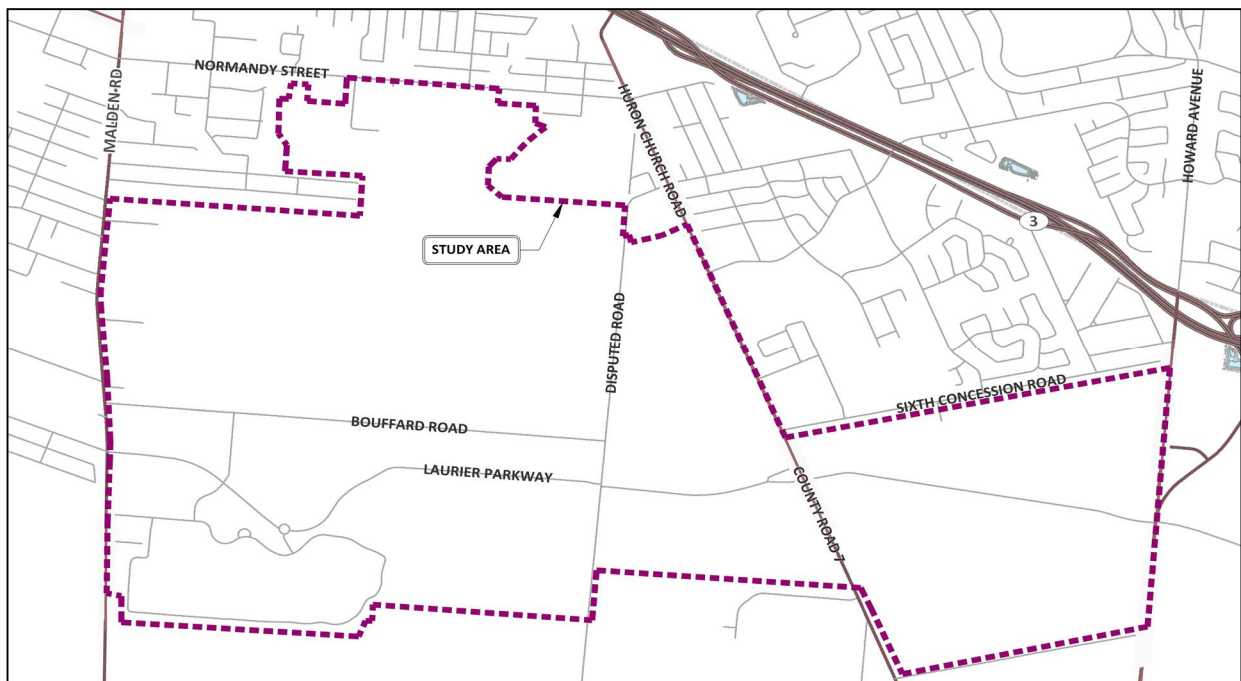 NORMANDY STREET
MALDEN RD
HURON CHURCH ROAD
HOWARD AVENUE
3
STUDY AREA
DISPUTED ROAD
SIXTH CONCESSION ROAD
BOUFFARD ROAD
LAURIER PARKWAY
COUNTY ROAD 7